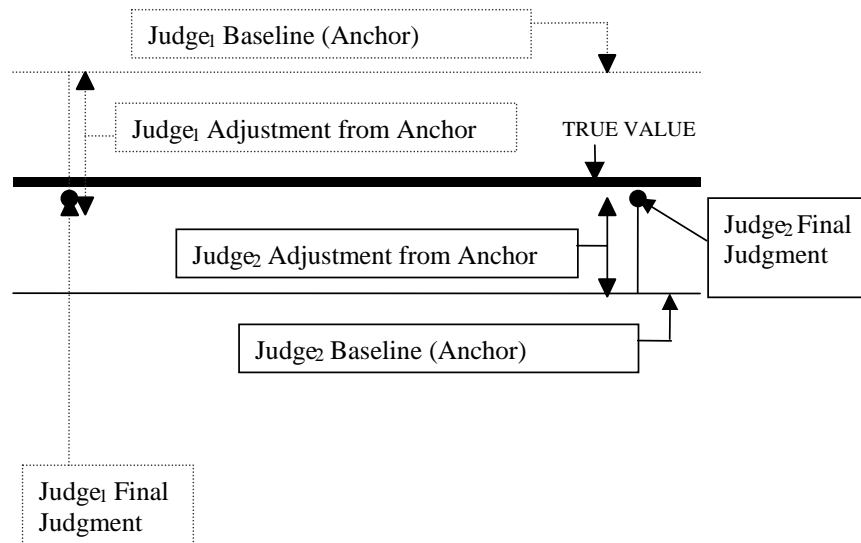 Judge₁ Baseline (Anchor)
Judge₁ Adjustment from Anchor
TRUE VALUE
Judge₂ Final
Judgment
Judge₂ Adjustment from Anchor
Judge₂ Baseline (Anchor)
Judge₁ Final
Judgment